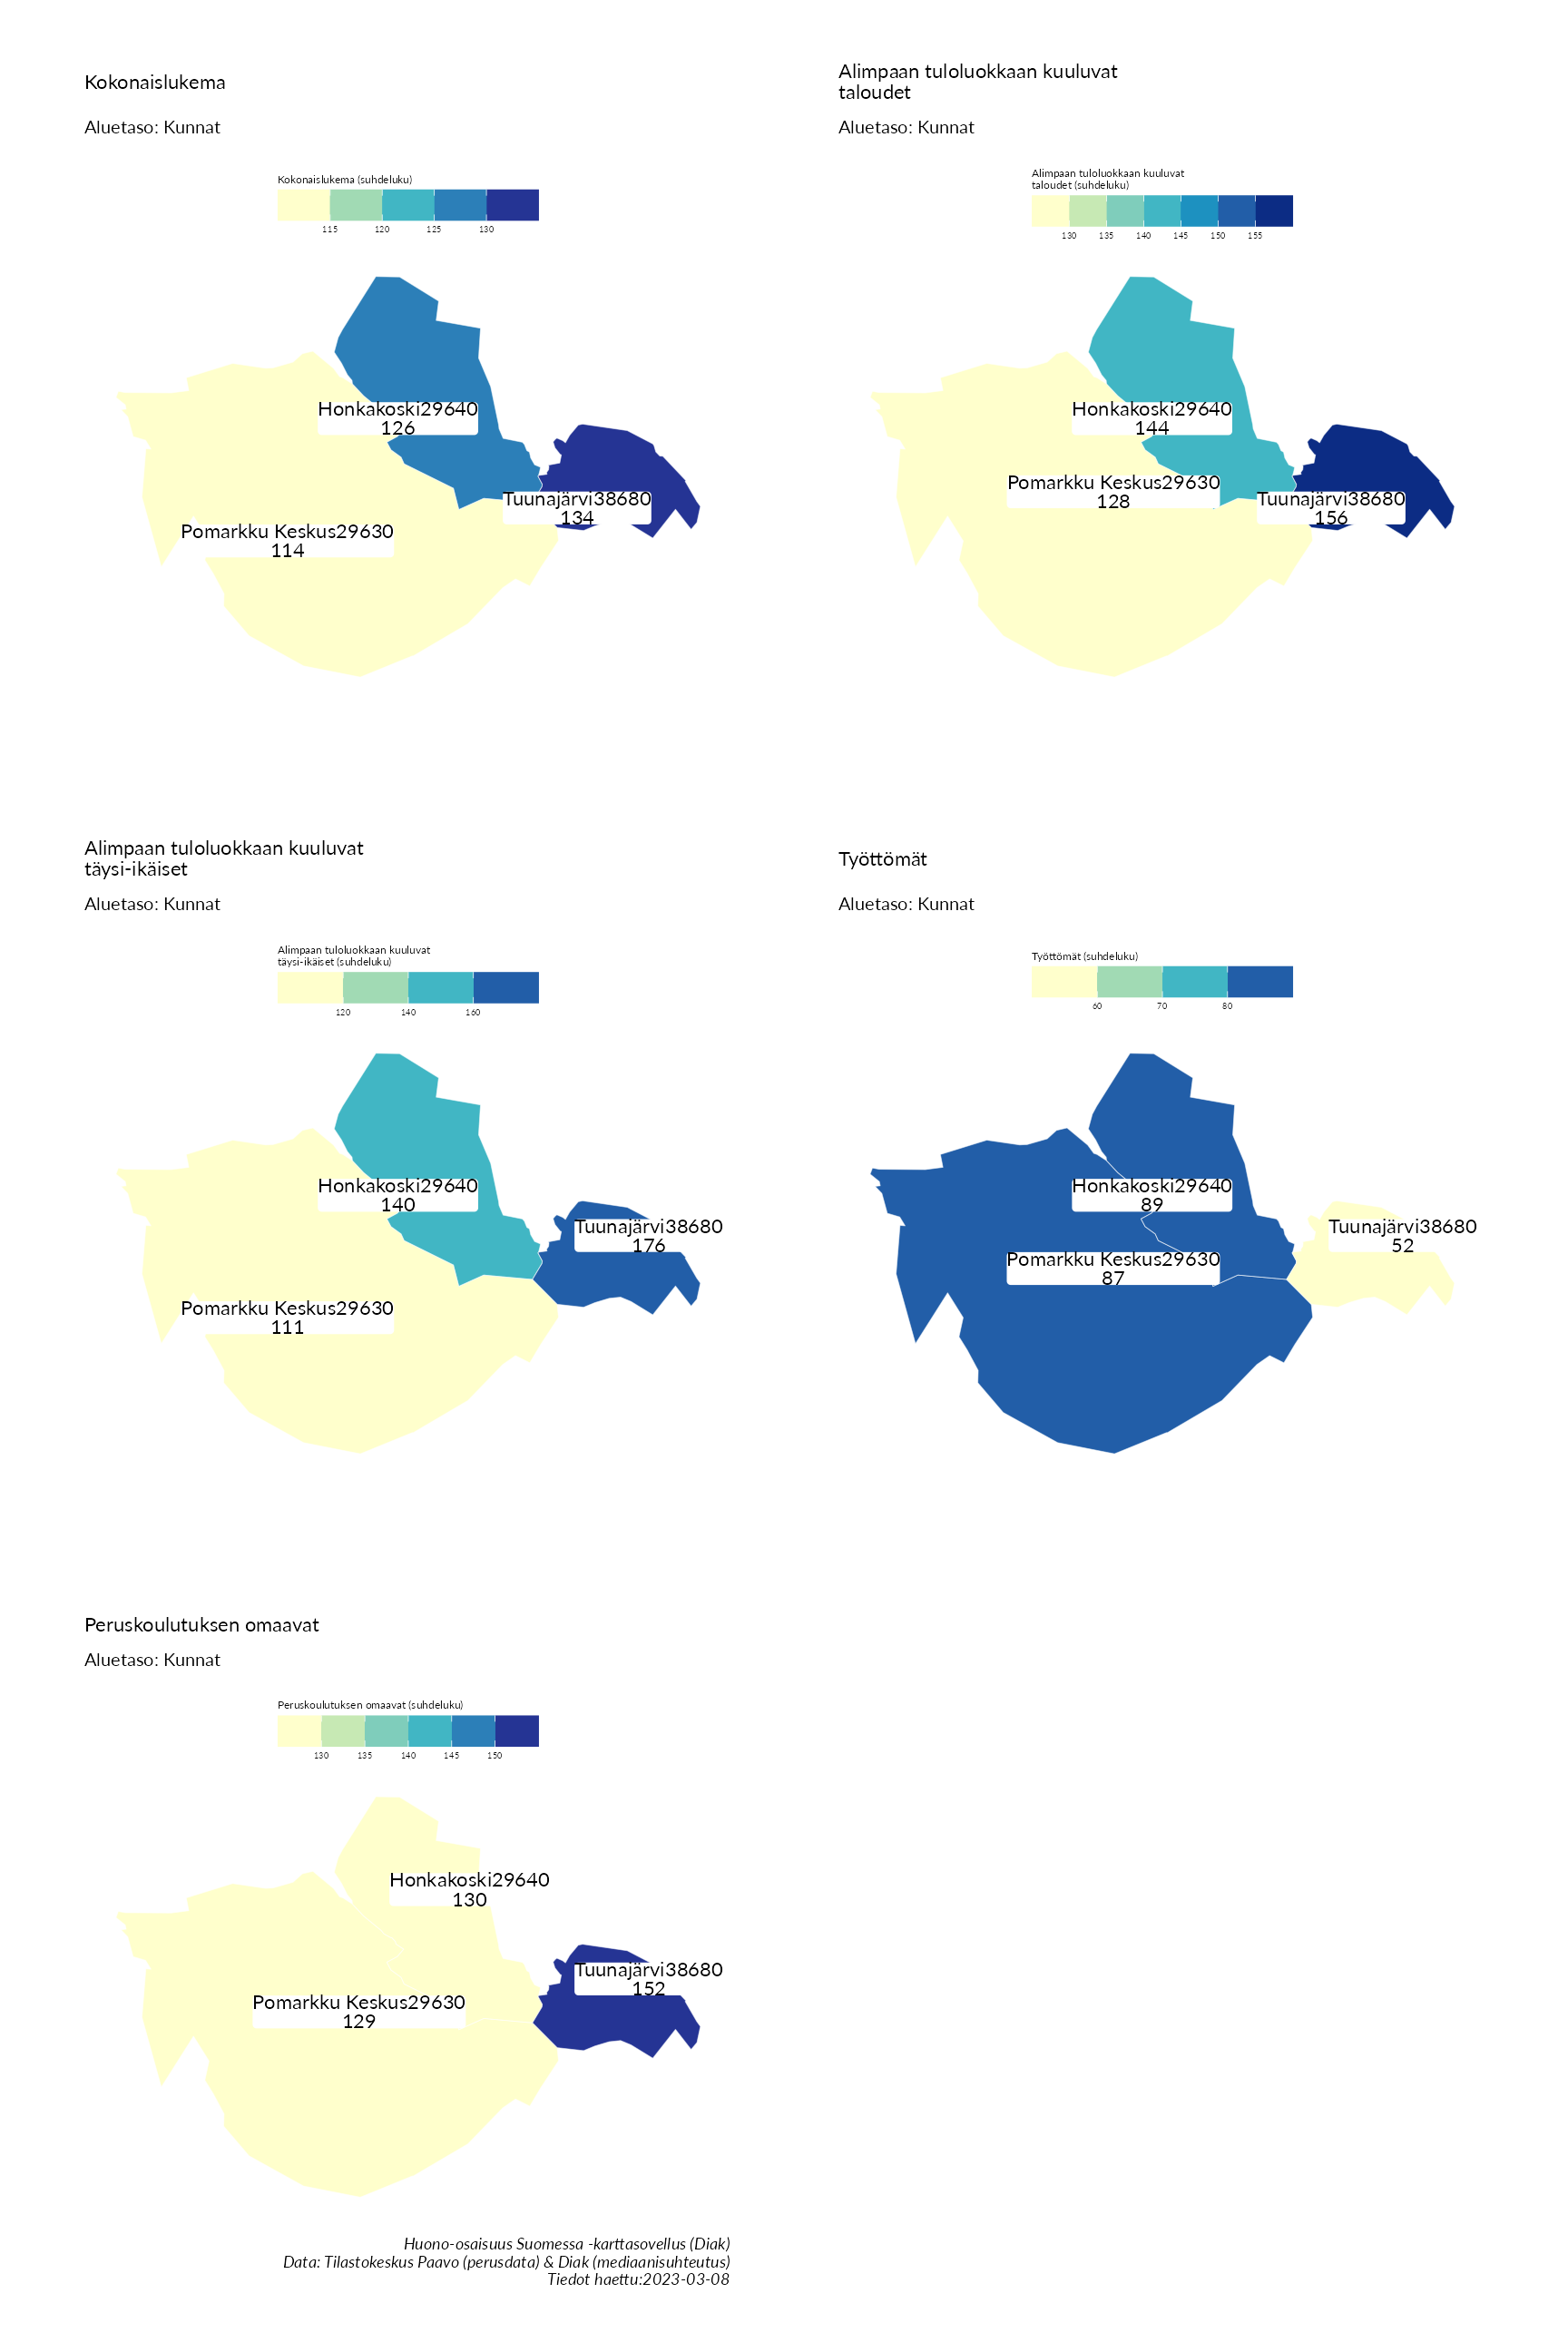 Kokonaislukema
Aluetaso: Kunnat
Kokonaislukema (suhdeluku)
115 120 125 130
Honkakoski29640
126
Tuunajärvi38680
134
Pomarkku Keskus29630
114
Alimpaan tuloluokkaan kuuluvat
taloudet
Aluetaso: Kunnat
Alimpaan tuloluokkaan kuuluvat
taloudet (suhdeluku)
130 135 140 145 150 155
Honkakoski29640
144
Pomarkku Keskus29630
128
Tuunajärvi38680
156
Alimpaan tuloluokkaan kuuluvat
täysi-ikäiset
Aluetaso: Kunnat
Alimpaan tuloluokkaan kuuluvat
täysi-ikäiset (suhdeluku)
120 140 160
Honkakoski29640
140
Tuunajärvi38680
176
Pomarkku Keskus29630
111
Työttömät
Aluetaso: Kunnat
Työttömät (suhdeluku)
60 70 80
Honkakoski29640
89
Tuunajärvi38680
52
Pomarkku Keskus29630
87
Peruskoulutuksen omaavat
Aluetaso: Kunnat
Peruskoulutuksen omaavat (suhdeluku)
130 135 140 145 150
Honkakoski29640
130
Tuunajärvi38680
152
Pomarkku Keskus29630
129
Huono-osaisuus Suomessa -karttasovellus (Diak)
Data: Tilastokeskus Paavo (perusdata) & Diak (mediaanisuhteutus)
Tiedot haettu:2023-03-08